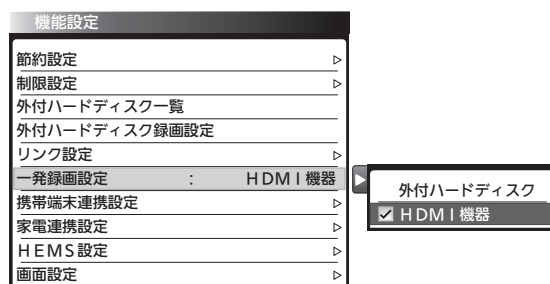 機能設定
節約設定
制限設定
外付ハードディスク一覧
外付ハードディスク録画設定
リンク設定
一発録画設定 : HDMI機器
携帯端末連携設定
家電連携設定
HEMS設定
画面設定
外付ハードディスク
HDMI機器